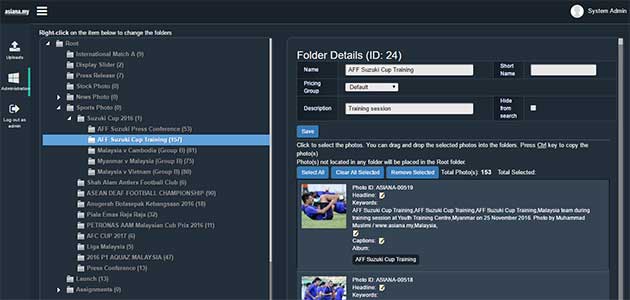 asiana.my
System Admin
Right-click on the item below to change the folders
Uploads
Administration
Log out as admin
Root
International Match A (9)
Display Slider (2)
Press Release (7)
Stock Photo (1)
News Photo (1)
Sports Photo (1)
Suzuki Cup 2016 (1)
AFF Suzuki Press Conference (53)
AFF Suzuki Cup Training (157)
Malaysia v Cambodia (Group B) (81)
Myanmar v Malaysia (Group B) (75)
Malaysia v Vietnam (Group B) (80)
Shah Alam Antlers Football Club (6)
ASEAN DEAF FOOTBALL CHAMPIONSHIP (90)
Anugerah Bolasepak Kebangsaan 2016 (18)
Piala Emas Raja Raja (32)
PETRONAS AAM Malaysian Cub Prix 2016 (11)
AFC CUP 2017 (6)
Liga Malaysia (5)
2016 P1 AQUAZ MALAYSIA (47)
Press Conference (13)
Launch (13)
Assignments (0)
Folder Details (ID: 24)
Name
AFF Suzuki Cup Training
Short Name
Pricing Group
Default
Description
Training session
Hide from search
Save
Click to select the photos. You can drag and drop the selected photos into the folders. Press Ctrl key to copy the
photo(s)
Photo(s) not located in any folder will be placed in the Root folder.
Select All
Clear All Selected
Remove Selected
Total Photo(s): 153 Total Selected:
Photo ID: ASIANA-00519
Headline:
Keywords:
AFF Suzuki Cup Training,AFF Suzuki Cup Training,AFF Suzuki Cup Training,Malaysia team during
training session at Youth Training Centre,Myanmar on 25 November 2016. Photo by Muhammad
Muslmi / www.asiana.my,Malaysia,
Captions:
Album:
AFF Suzuki Cup Training
Photo ID: ASIANA-00518
Headline:
Keywords: